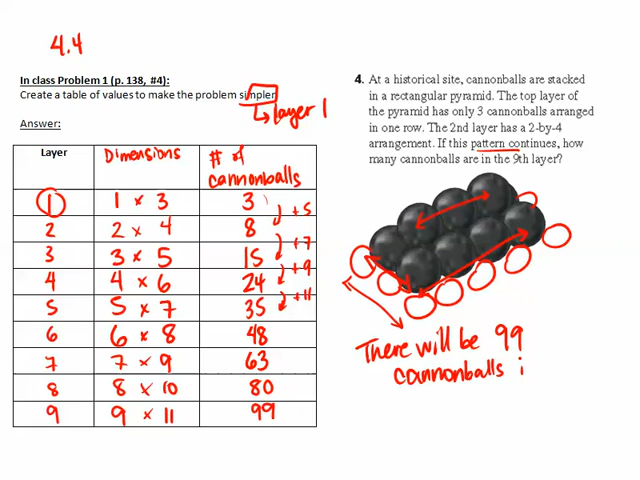 4.4
In class Problem 1 (p. 138, #4):
Create a table of values to make the problem simpler
layer 1
Answer:
Layer Dimensions # of cannonballs
1 1 × 3 3
+5
2 2 × 4 8
+7
3 3 × 5 15
+9
4 4 × 6 24
+11
5 5 × 7 35
6 6 × 8 48
7 7 × 9 63
8 8 × 10 80
9 9 × 11 99
4. At a historical site, cannonballs are stacked
in a rectangular pyramid. The top layer of
the pyramid has only 3 cannonballs arranged
in one row. The 2nd layer has a 2-by-4
arrangement. If this pattern continues, how
many cannonballs are in the 9th layer?
There will be 99
cannonballs i